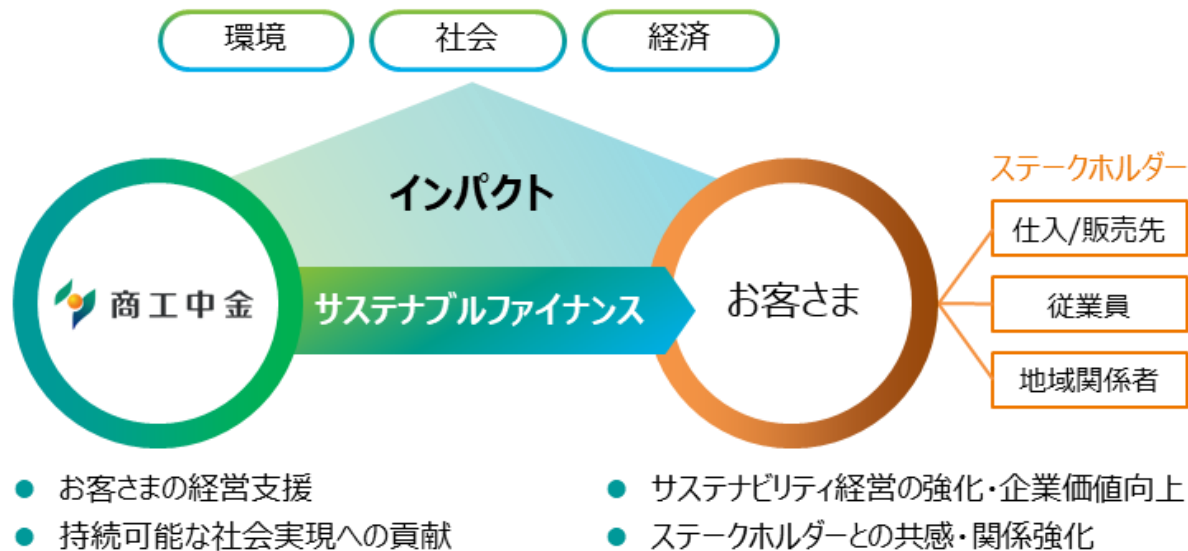 環境
社会
経済
インパクト
商工中金
サステナブルファイナンス
お客さま
ステークホルダー
仕入/販売先
従業員
地域関係者
● お客さまの経営支援
● 持続可能な社会実現への貢献
● サステナビリティ経営の強化・企業価値向上
● ステークホルダーとの共感・関係強化